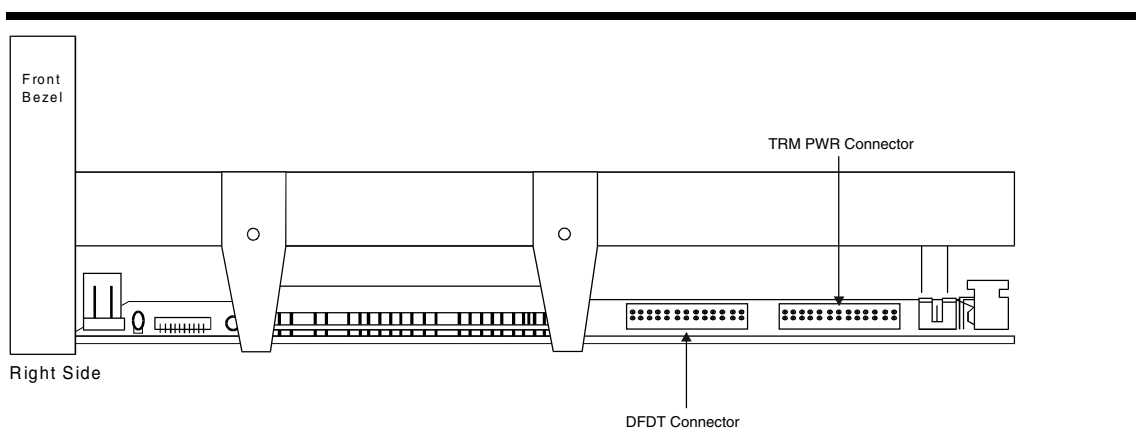 Front
Bezel
TRM PWR Connector
Right Side
DFDT Connector